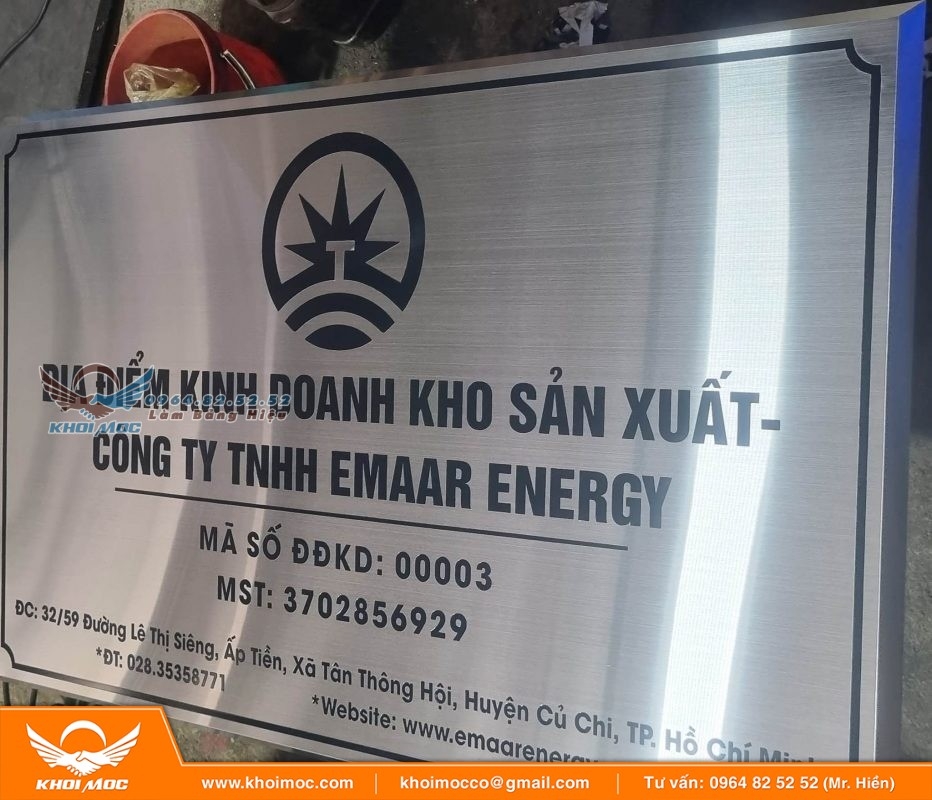 T
ĐỊA ĐIỂM KINH DOANH KHO SẢN XUẤT-
CÔNG TY TNHH EMAAR ENERGY
MÃ SỐ ĐĐKD: 00003
MST: 3702856929
ĐC: 32/59 Đường Lê Thị Siêng, Ấp Tiền, Xã Tân Thông Hội, Huyện Củ Chi, TP. Hồ Chí Minh
*ĐT: 028.35358771
*Website: www.emaarenergy
0964.82.52.52
Làm Bảng Hiệu
KHOI MOC
KHOI MOC
www.khoimoc.com | khoimocco@gmail.com | Tư vấn: 0964 82 52 52 (Mr. Hiền)